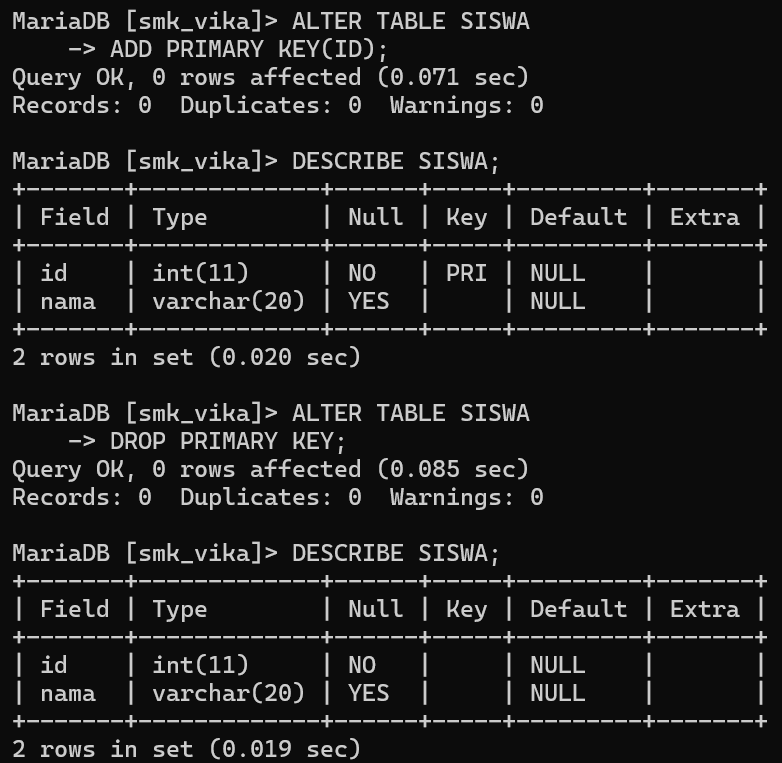 MariaDB [smk_vika]> ALTER TABLE SISWA
    -> ADD PRIMARY KEY(ID);
Query OK, 0 rows affected (0.071 sec)
Records: 0  Duplicates: 0  Warnings: 0

MariaDB [smk_vika]> DESCRIBE SISWA;
+-------+-------------+------+-----+---------+-------+
| Field | Type        | Null | Key | Default | Extra |
+-------+-------------+------+-----+---------+-------+
| id    | int(11)     | NO   | PRI | NULL    |       |
| nama  | varchar(20) | YES  |     | NULL    |       |
+-------+-------------+------+-----+---------+-------+
2 rows in set (0.020 sec)

MariaDB [smk_vika]> ALTER TABLE SISWA
    -> DROP PRIMARY KEY;
Query OK, 0 rows affected (0.085 sec)
Records: 0  Duplicates: 0  Warnings: 0

MariaDB [smk_vika]> DESCRIBE SISWA;
+-------+-------------+------+-----+---------+-------+
| Field | Type        | Null | Key | Default | Extra |
+-------+-------------+------+-----+---------+-------+
| id    | int(11)     | NO   |     | NULL    |       |
| nama  | varchar(20) | YES  |     | NULL    |       |
+-------+-------------+------+-----+---------+-------+
2 rows in set (0.019 sec)